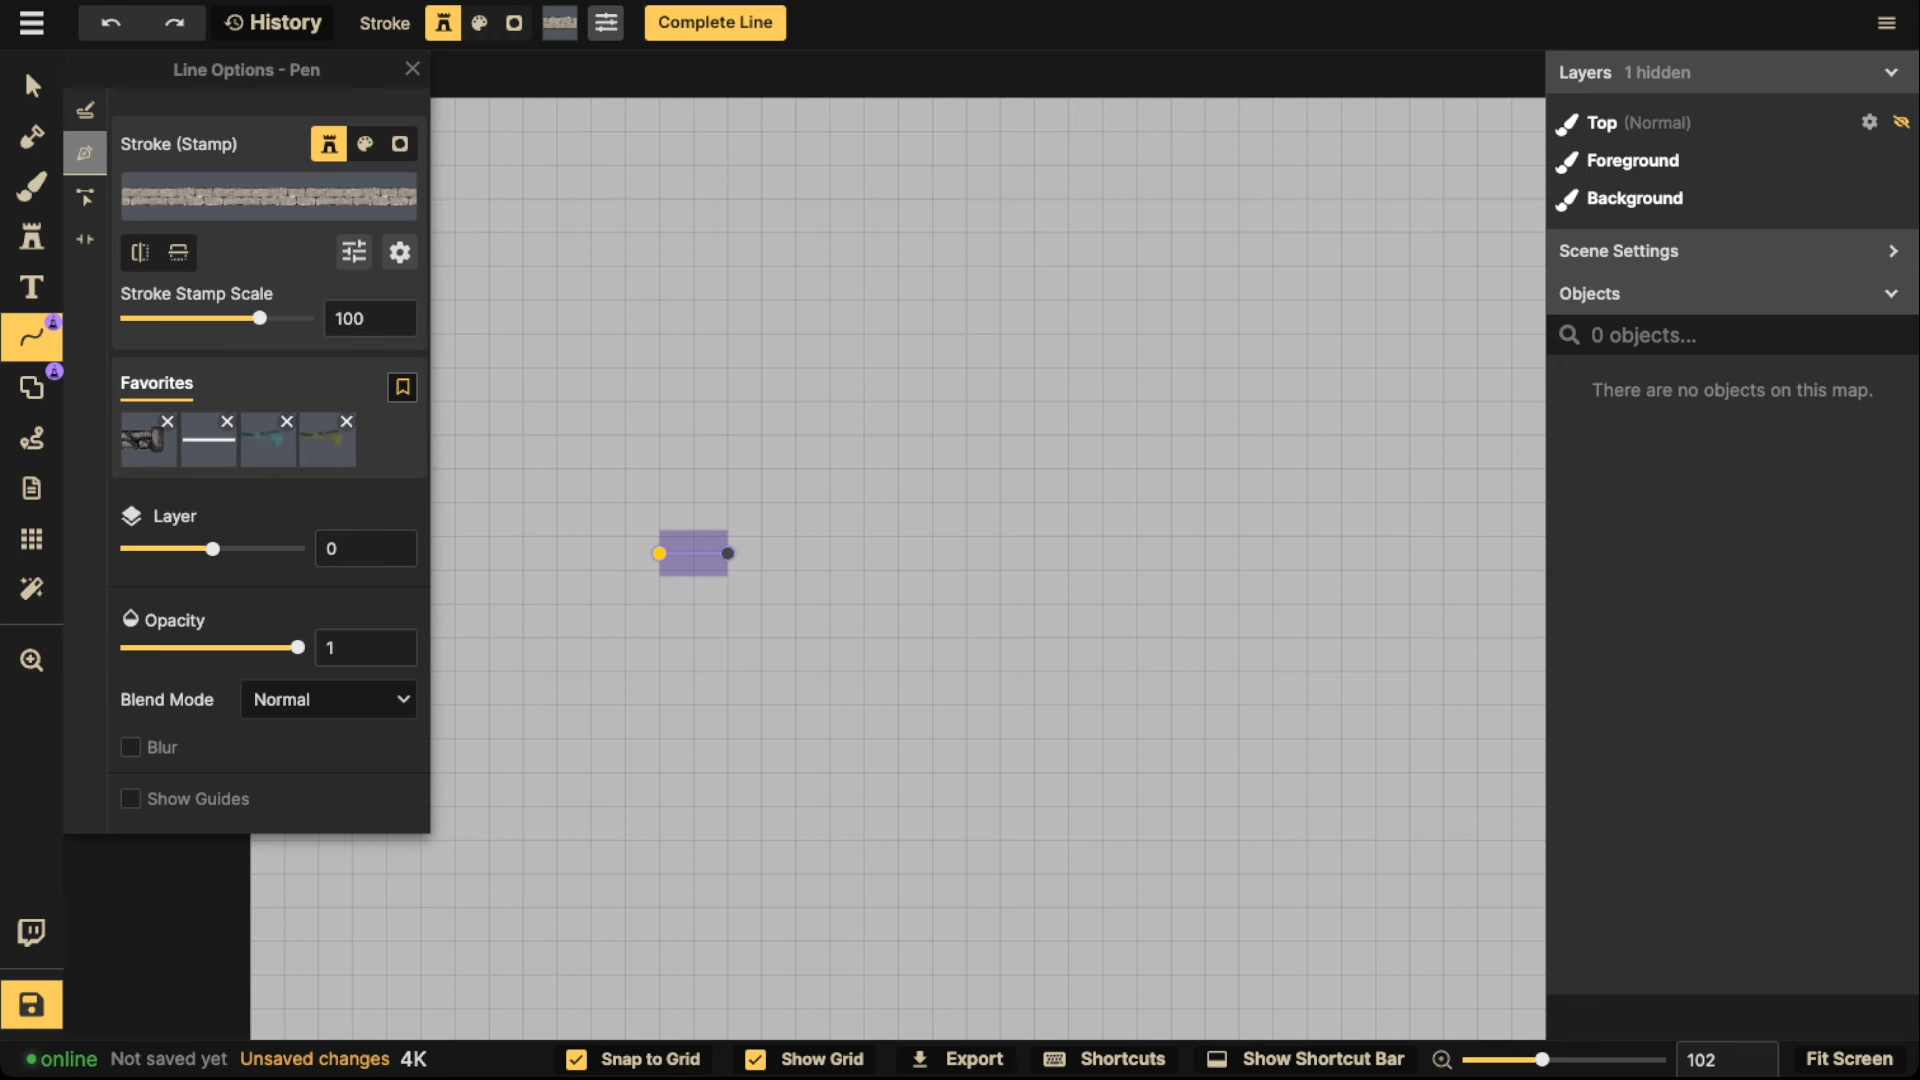 History
Stroke
Complete Line
Line Options - Pen
Stroke (Stamp)
Stroke Stamp Scale
100
Favorites
Layer
0
Opacity
1
Blend Mode
Normal
Blur
Show Guides
Layers 1 hidden
Top (Normal)
Foreground
Background
Scene Settings
Objects
0 objects...
There are no objects on this map.
T
online Not saved yet Unsaved changes 4K
Snap to Grid
Show Grid
Export
Shortcuts
Show Shortcut Bar
102
Fit Screen